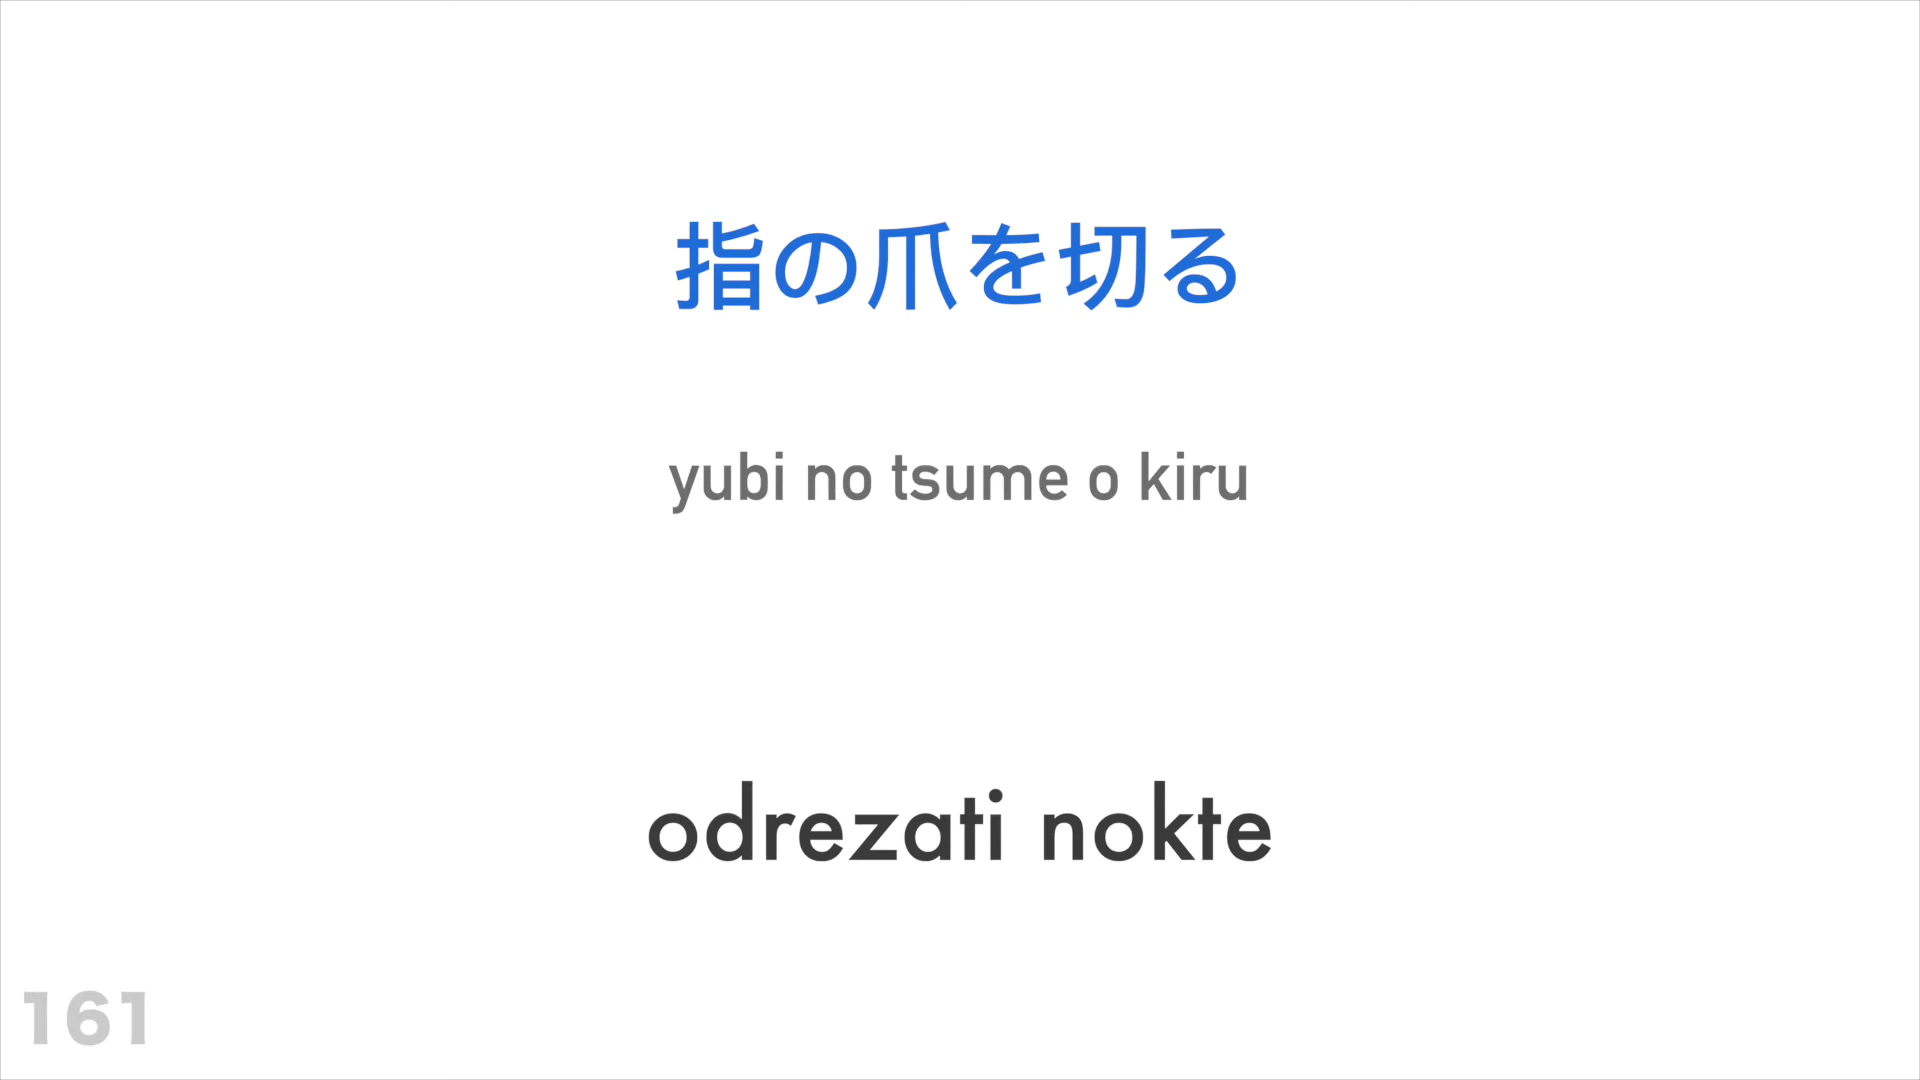 指の爪を切る
yubi no tsume o kiru
odrezati nokte
161